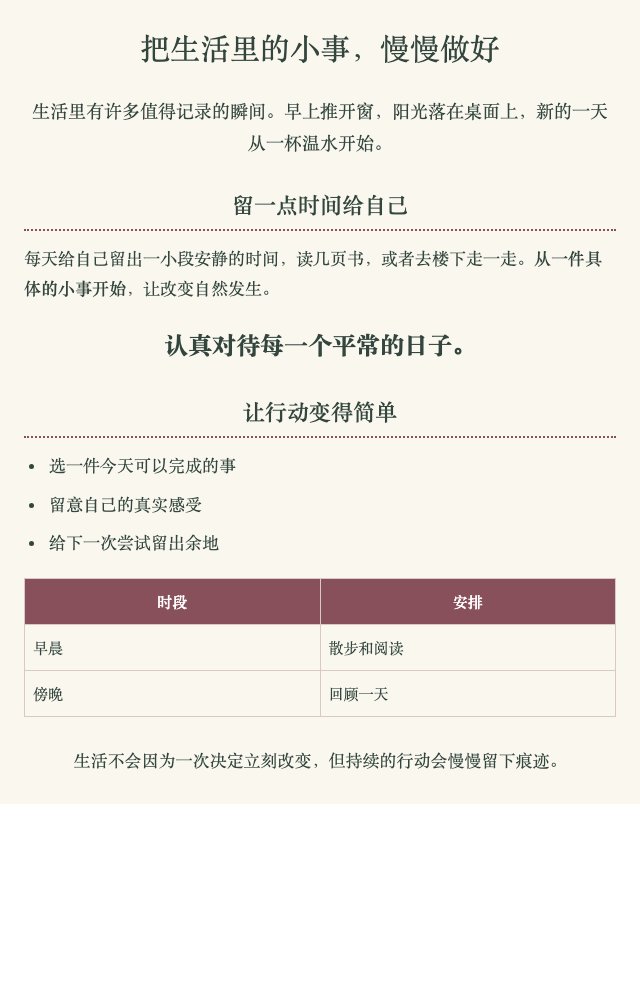 把生活里的小事，慢慢做好
生活里有许多值得记录的瞬间。早上推开窗，阳光落在桌面上，新的一天
从一杯温水开始。
留一点时间给自己
每天给自己留出一小段安静的时间，读几页书，或者去楼下走一走。从一件具
体的小事开始，让改变自然发生。
认真对待每一个平常的日子。
让行动变得简单
• 选一件今天可以完成的事
• 留意自己的真实感受
• 给下一次尝试留出余地
时段 安排
早晨 散步和阅读
傍晚 回顾一天
生活不会因为一次决定立刻改变，但持续的行动会慢慢留下痕迹。